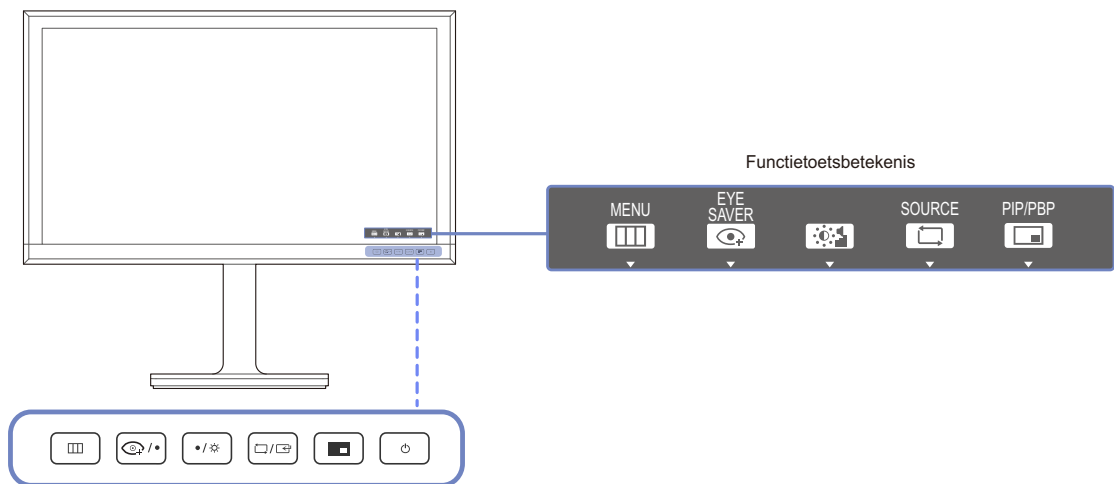 Functietoetsbetekenis
MENU
EYE
SAVER
SOURCE
PIP/PBP